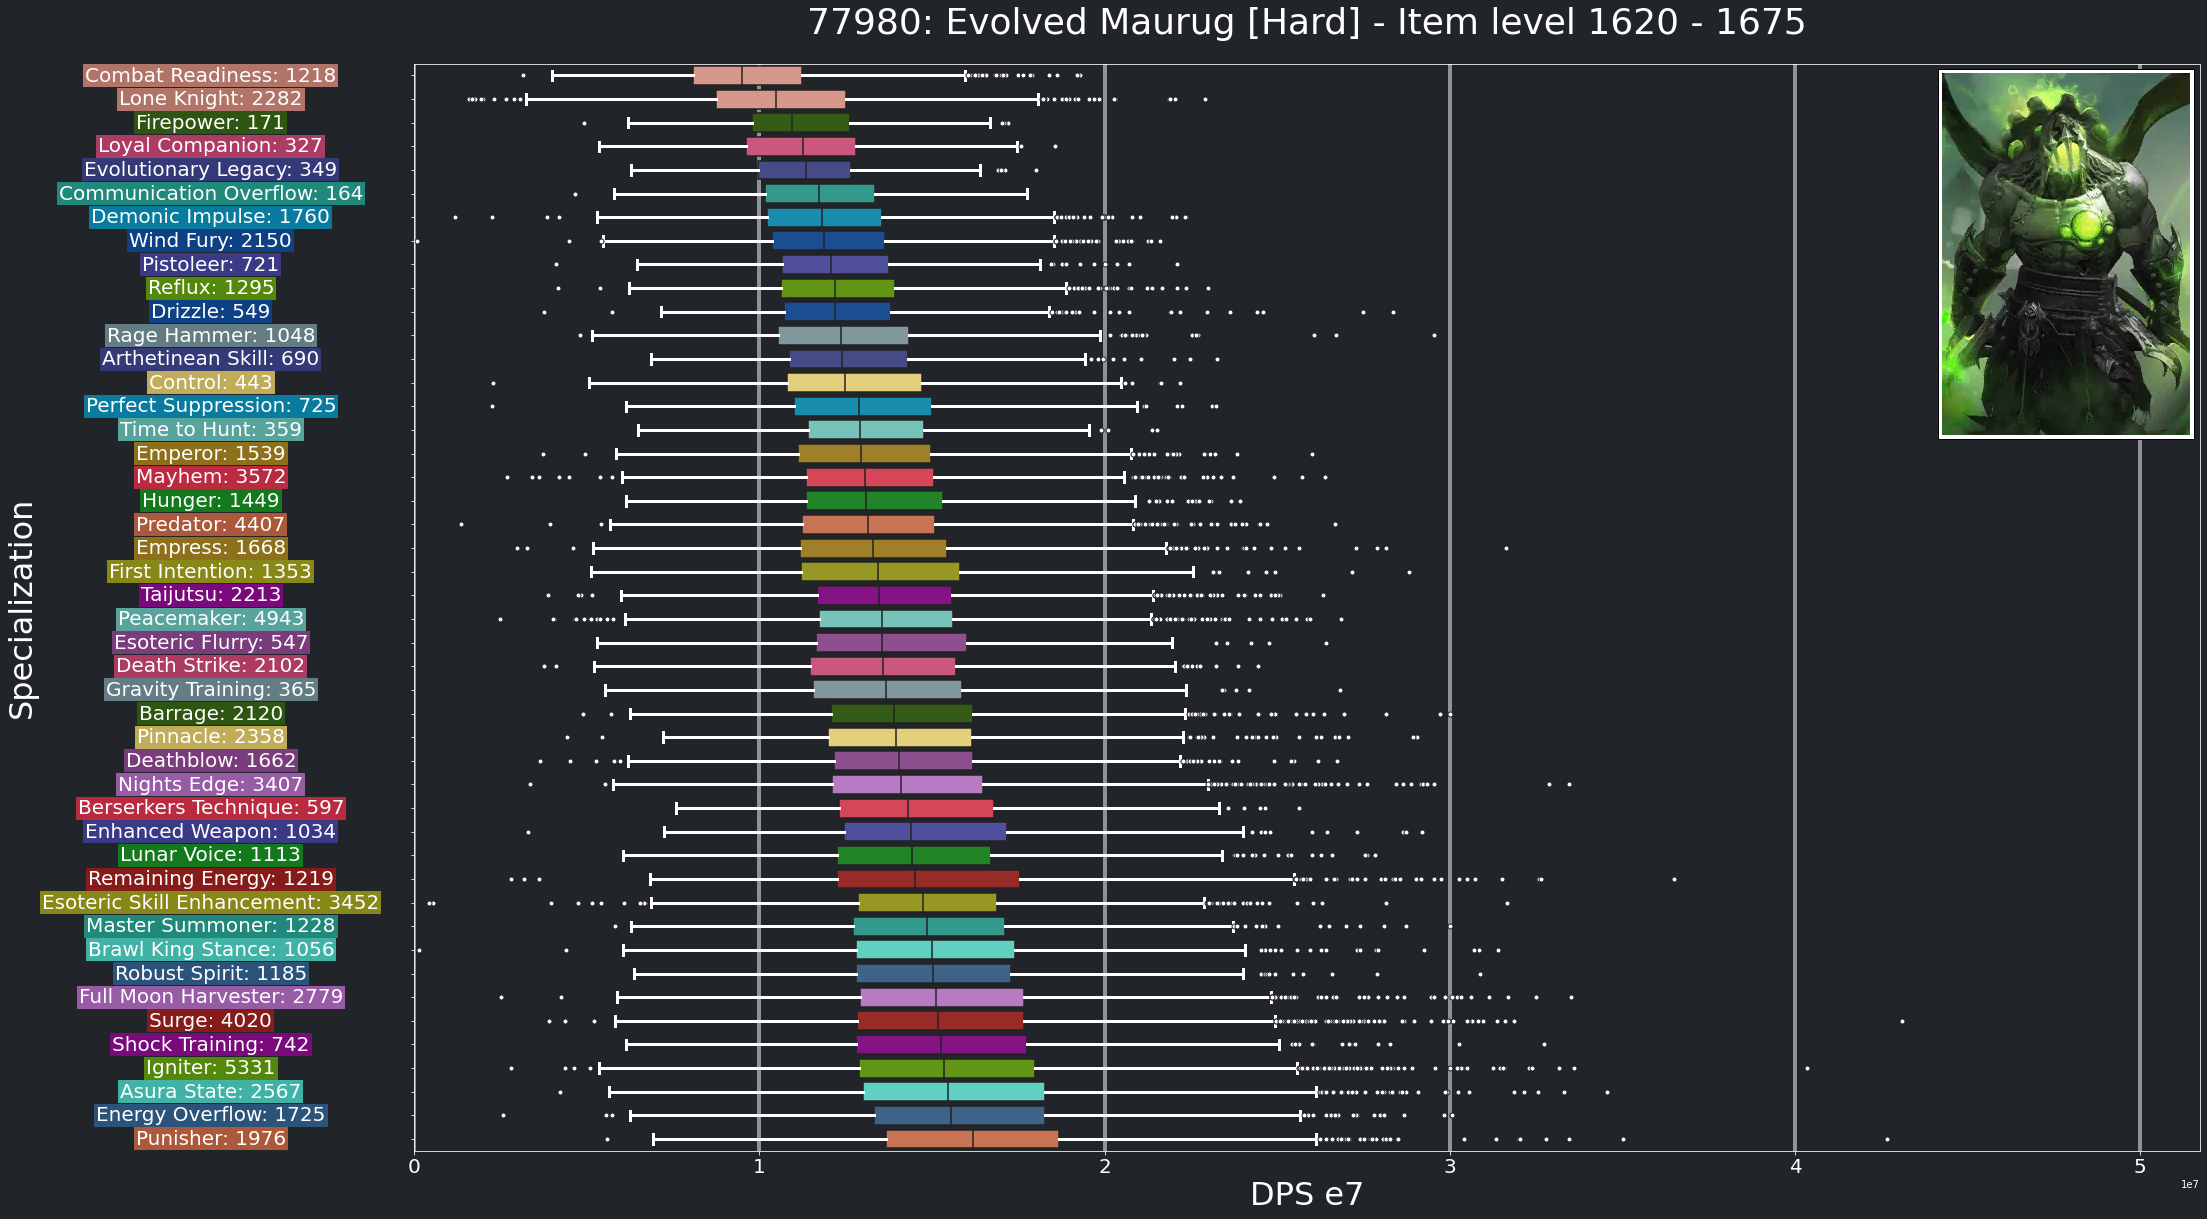 77980: Evolved Maurug [Hard] - Item level 1620 - 1675
Combat Readiness: 1218
Lone Knight: 2282
Firepower: 171
Loyal Companion: 327
Evolutionary Legacy: 349
Communication Overflow: 164
Demonic Impulse: 1760
Wind Fury: 2150
Pistoleer: 721
Reflux: 1295
Drizzle: 549
Rage Hammer: 1048
Arthetinean Skill: 690
Control: 443
Perfect Suppression: 725
Time to Hunt: 359
Emperor: 1539
Mayhem: 3572
Hunger: 1449
Predator: 4407
Empress: 1668
First Intention: 1353
Taijutsu: 2213
Peacemaker: 4943
Esoteric Flurry: 547
Death Strike: 2102
Gravity Training: 365
Barrage: 2120
Pinnacle: 2358
Deathblow: 1662
Nights Edge: 3407
Berserkers Technique: 597
Enhanced Weapon: 1034
Lunar Voice: 1113
Remaining Energy: 1219
Esoteric Skill Enhancement: 3452
Master Summoner: 1228
Brawl King Stance: 1056
Robust Spirit: 1185
Full Moon Harvester: 2779
Surge: 4020
Shock Training: 742
Igniter: 5331
Asura State: 2567
Energy Overflow: 1725
Punisher: 1976
Specialization
0 1 2 3 4 5
1e7
DPS e7